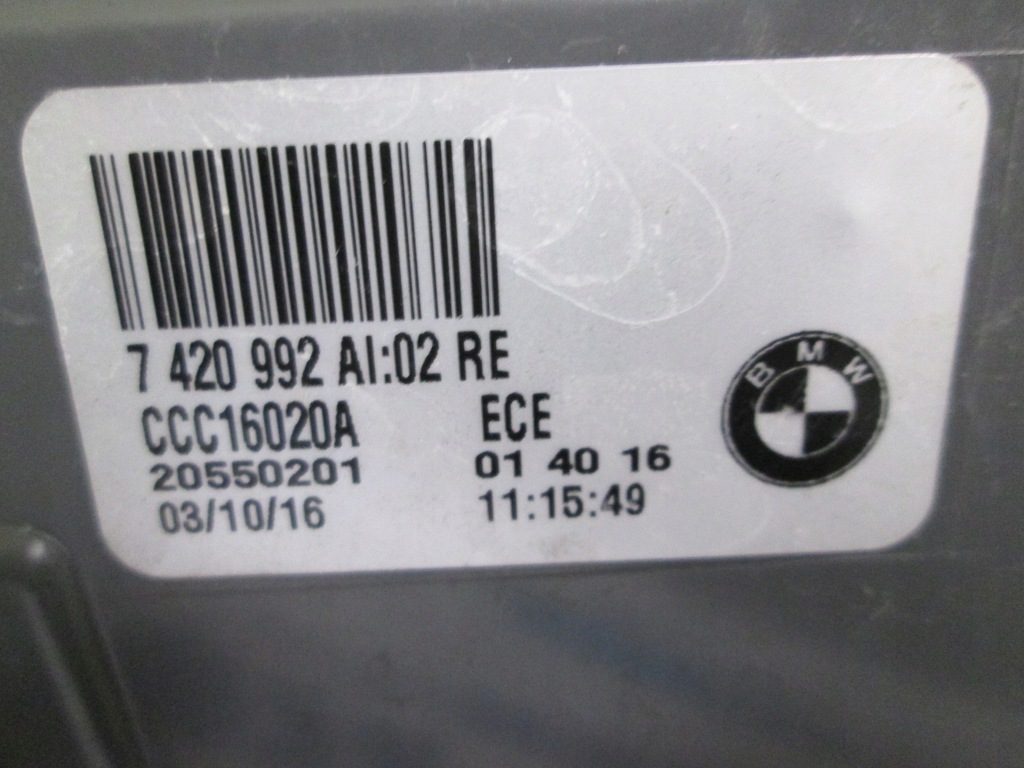 7 420 992 AI:02 RE
CCC16020A ECE
20550201 01 40 16
03/10/16 11:15:49
BMW